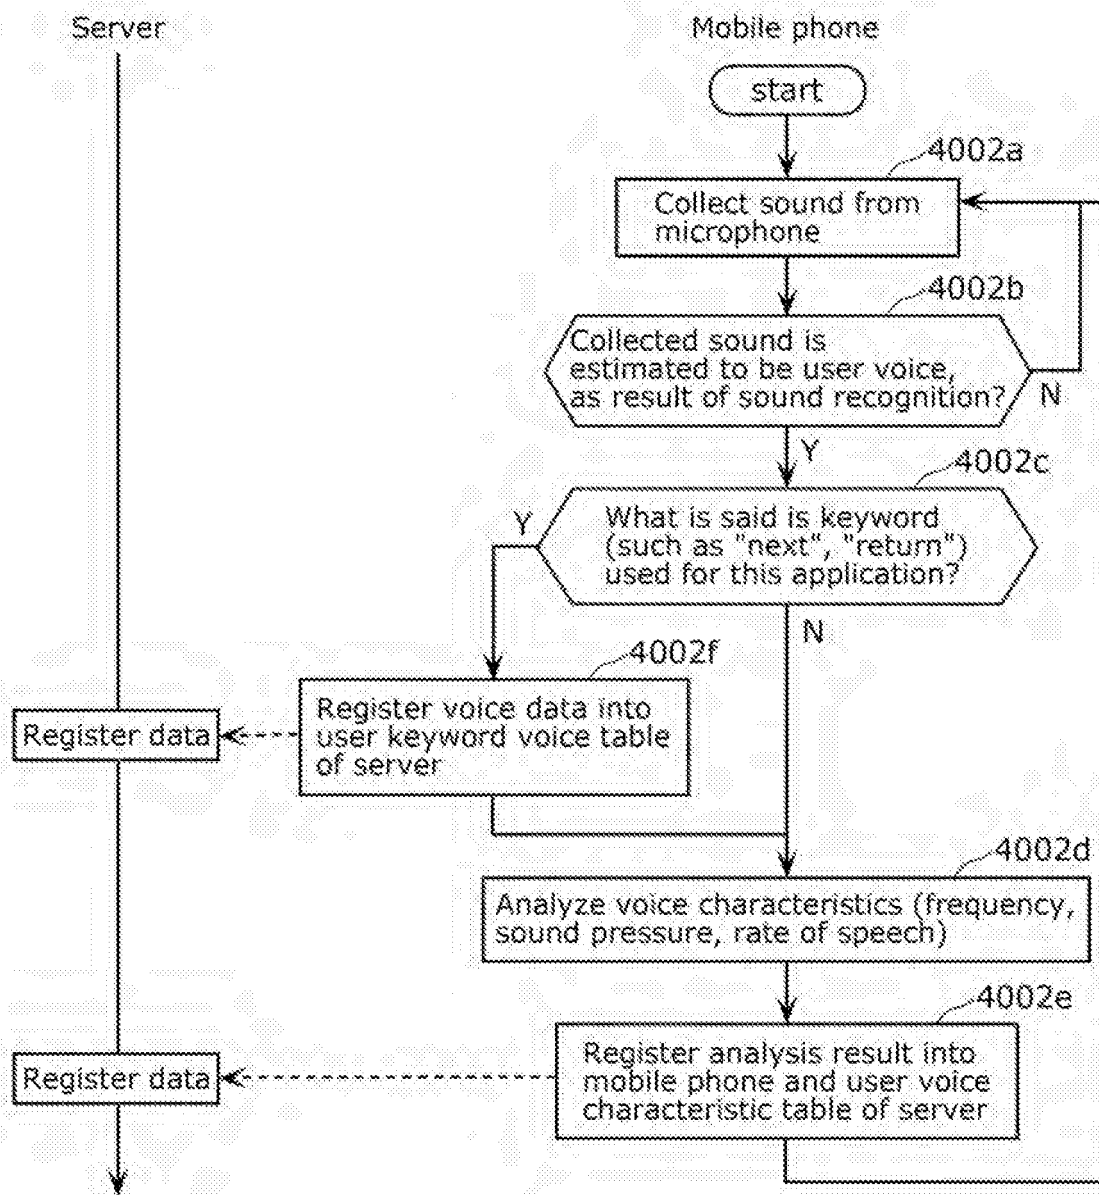 Server
Mobile phone
start
4002a
Collect sound from
microphone
4002b
Collected sound is
estimated to be user voice,
as result of sound recognition?
N
Y
4002c
What is said is keyword
(such as "next", "return")
used for this application?
Y
N
4002f
Register voice data into
user keyword voice table
of server
Register data
4002d
Analyze voice characteristics (frequency,
sound pressure, rate of speech)
4002e
Register analysis result into
mobile phone and user voice
characteristic table of server
Register data